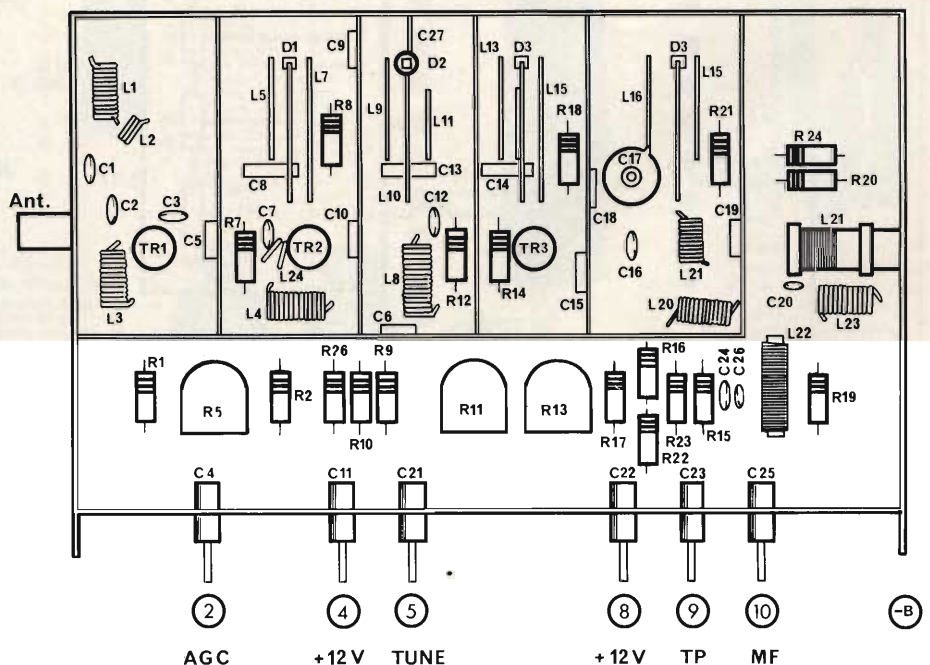 C9 C27
D1 D2 L13 D3 D3 L15
L1 L5 L7 R8 L9 L11 L15 R18 L16 R21
L2 R 24
C1 C8 C13 C14 C17 R20
Ant. C2 C3 L10 C12 C18 L21
R7 C7 C10 C19
TR1 C5 TR2 L8 TR3 C16
L24 R12 R14 L21 C20
L3 L4 C6 C15 L20 L23
L22
R1 R26 R9 R16 C24 C26
R5 R2 R11 R13 R19
R10 R17 R23 R15
R22
C4 C11 C21 C22 C23 C25
2 4 5 8 9 10 -B
AGC +12V TUNE +12V TP MF